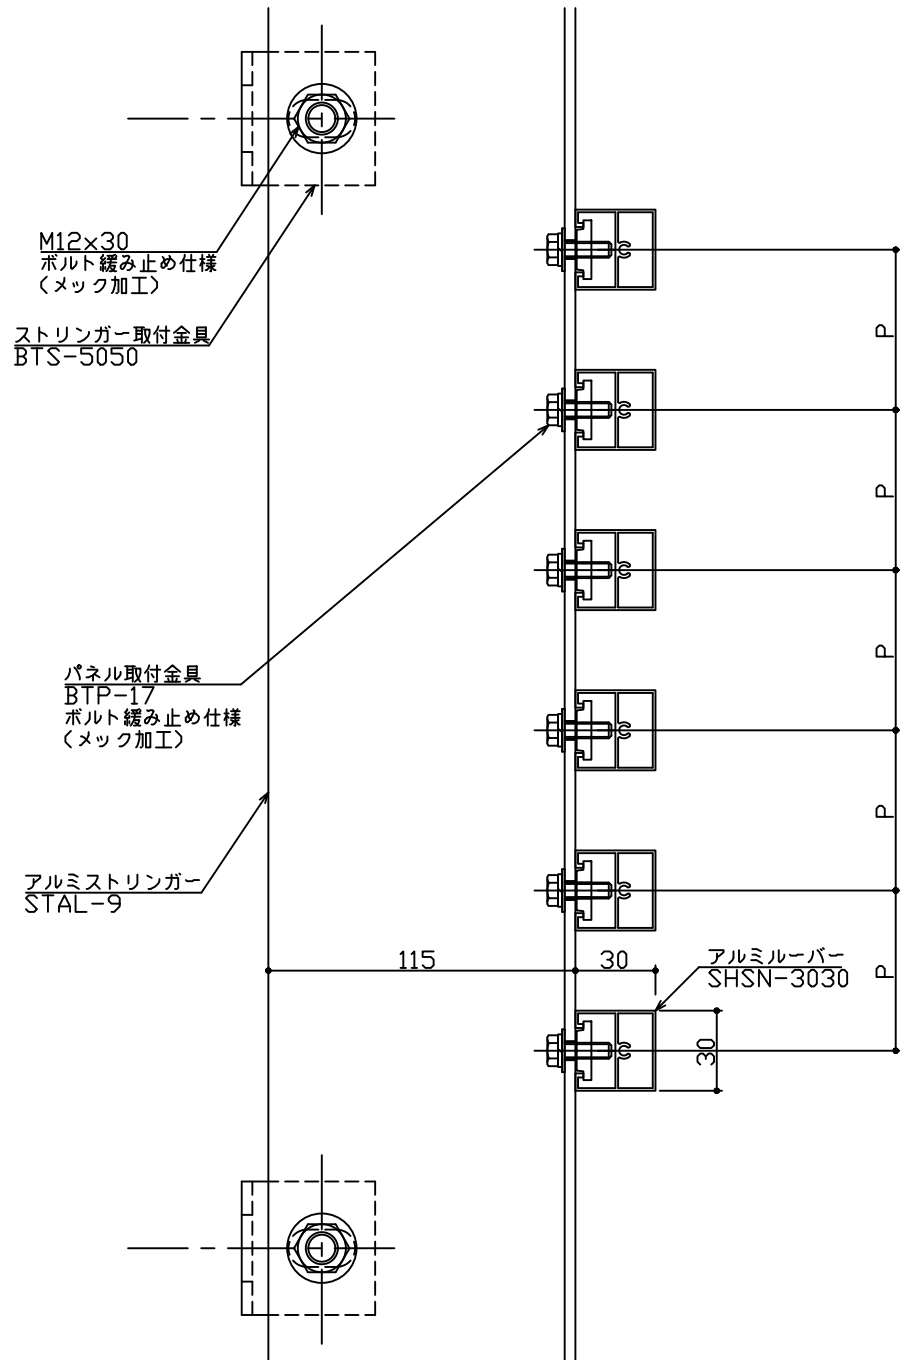 M12×30
ボルト緩み止め仕様
(メック加工)
ストリンガー取付金具
BTS-5050
P
P
P
P
P
パネル取付金具
BTP-17
ボルト緩み止め仕様
(メック加工)
アルミストリンガー
STAL-9
115
30
アルミルーバー
SHSN-3030
30